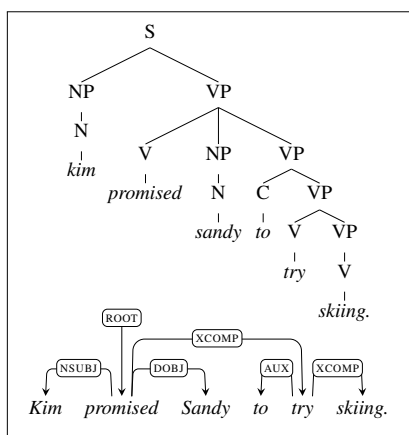 S
NP VP
N V NP VP
kim promised N C VP
sandy to V VP
try V
skiing.
ROOT
XCOMP
NSUBJ DOBJ AUX XCOMP
Kim promised Sandy to try skiing.